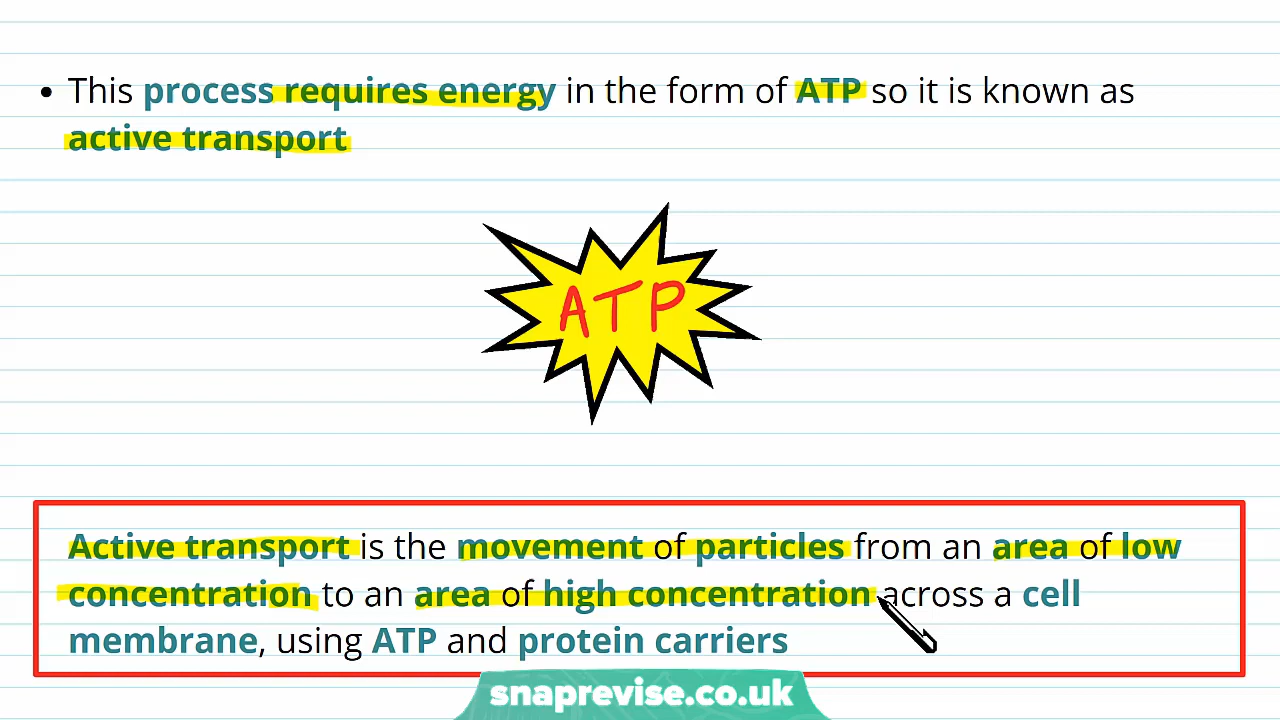 • This process requires energy in the form of ATP so it is known as
active transport
ATP
Active transport is the movement of particles from an area of low
concentration to an area of high concentration across a cell
membrane, using ATP and protein carriers
snaprevise.co.uk